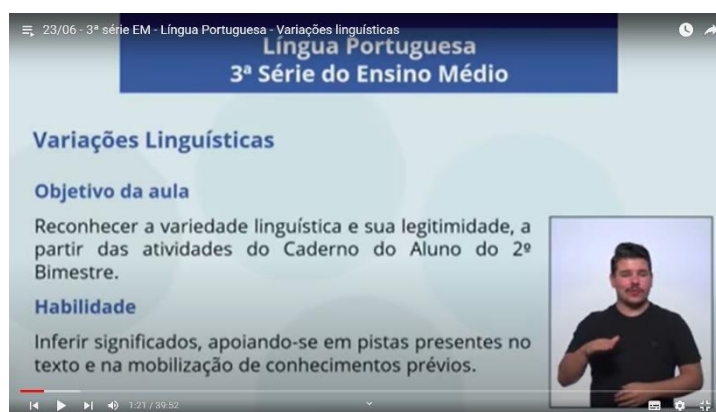 23/06 - 3ª série EM - Língua Portuguesa - Variações linguísticas
Língua Portuguesa
3ª Série do Ensino Médio
Variações Linguísticas
Objetivo da aula
Reconhecer a variedade linguística e sua legitimidade, a
partir das atividades do Caderno do Aluno do 2º
Bimestre.
Habilidade
Inferir significados, apoiando-se em pistas presentes no
texto e na mobilização de conhecimentos prévios.
1:21 / 39:52